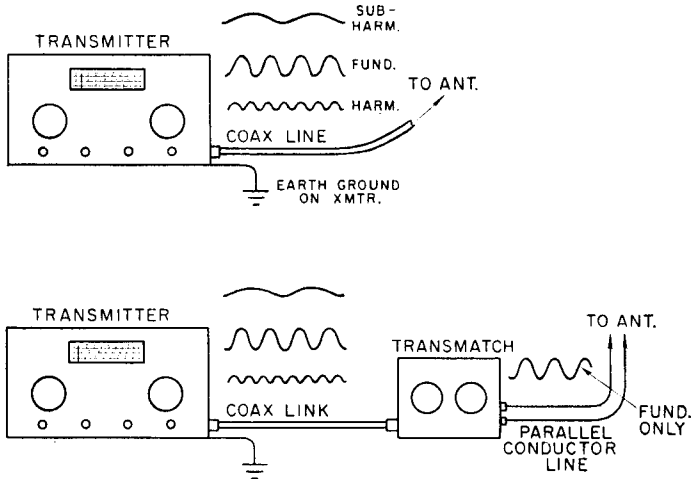 SUB-
HARM.
TRANSMITTER
FUND.
TO ANT.
HARM.
COAX LINE
EARTH GROUND
ON XMTR.
TRANSMITTER
TO ANT.
TRANSMATCH
COAX LINK
FUND.
ONLY
PARALLEL
CONDUCTOR
LINE